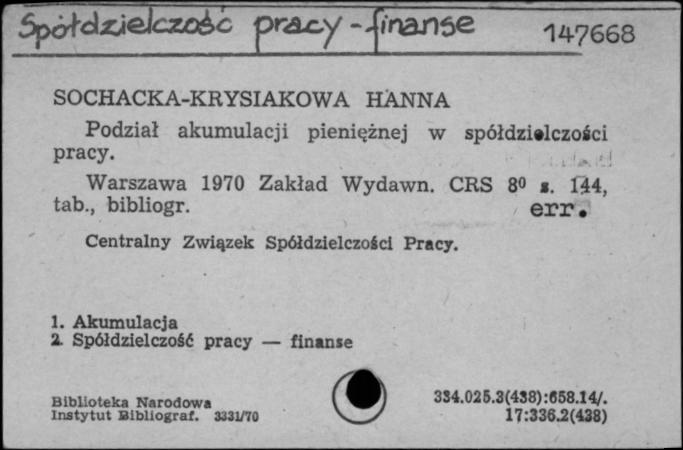 Spółdzielczość pracy - finanse 147668
SOCHACKA-KRYSIAKOWA HANNA
Podział akumulacji pieniężnej w spółdzielczości
pracy.
Warszawa 1970 Zakład Wydawn. CRS 8⁰ s. 144,
tab., bibliogr. err.
Centralny Związek Spółdzielczości Pracy.
1. Akumulacja
2. Spółdzielczość pracy — finanse
Biblioteka Narodowa 334.025.3(438):658.14/.
Instytut Bibliograf. 3331/70 17:336.2(438)